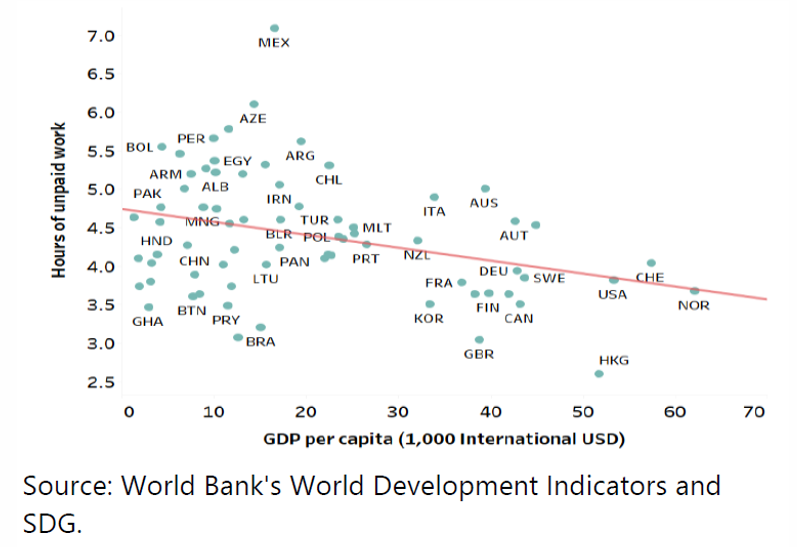 Hours of unpaid work
7.0
6.5
6.0
5.5
5.0
4.5
4.0
3.5
3.0
2.5
MEX
AZE
PER
BOL
ARG
EGY
CHL
ARM
ALB
PAK
IRN
AUS
ITA
MNG
TUR
MLT
BLR
POL
AUT
HND
NZL
PRT
CHN
PAN
DEU
SWE
CHE
LTU
FRA
USA
NOR
BTN
FIN
GHA
PRY
KOR
CAN
BRA
GBR
HKG
0 10 20 30 40 50 60 70
GDP per capita (1,000 International USD)
Source: World Bank's World Development Indicators and
SDG.